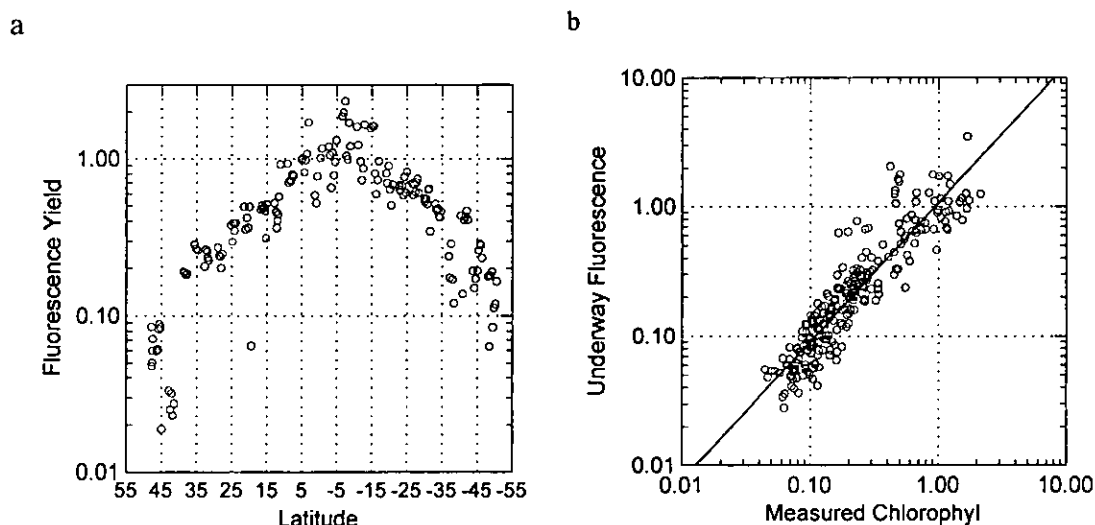 a
b
Fluorescence Yield
1.00
0.10
0.01
55 45 35 25 15 5 -5 -15 -25 -35 -45 -55
Latitude
Underway Fluorescence
10.00
1.00
0.10
0.01
0.01 0.10 1.00 10.00
Measured Chlorophyl